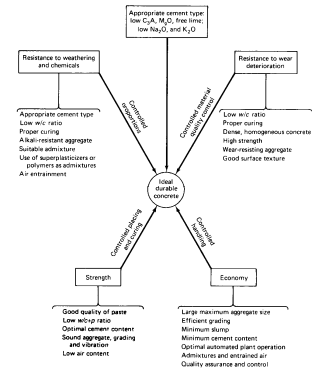 Appropriate cement type:
low C₃A, MgO, free lime;
low Na₂O, and K₂O
Resistance to weathering
and chemicals
Resistance to wear
deterioration
Appropriate cement type
Low w/c ratio
Proper curing
Alkali-resistant aggregate
Suitable admixture
Use of superplasticizers or
polymers as admixtures
Air entrainment
Controlled
proportions
Controlled material
quality control
Low w/c ratio
Proper curing
Dense, homogeneous concrete
High strength
Wear-resisting aggregate
Good surface texture
Ideal
durable
concrete
Controlled placing
and curing
Controlled
handling
Strength
Economy
Good quality of paste
Low w/c+p ratio
Optimal cement content
Sound aggregate, grading
and vibration
Low air content
Large maximum aggregate size
Efficient grading
Minimum slump
Minimum cement content
Optimal automated plant operation
Admixtures and entrained air
Quality assurance and control